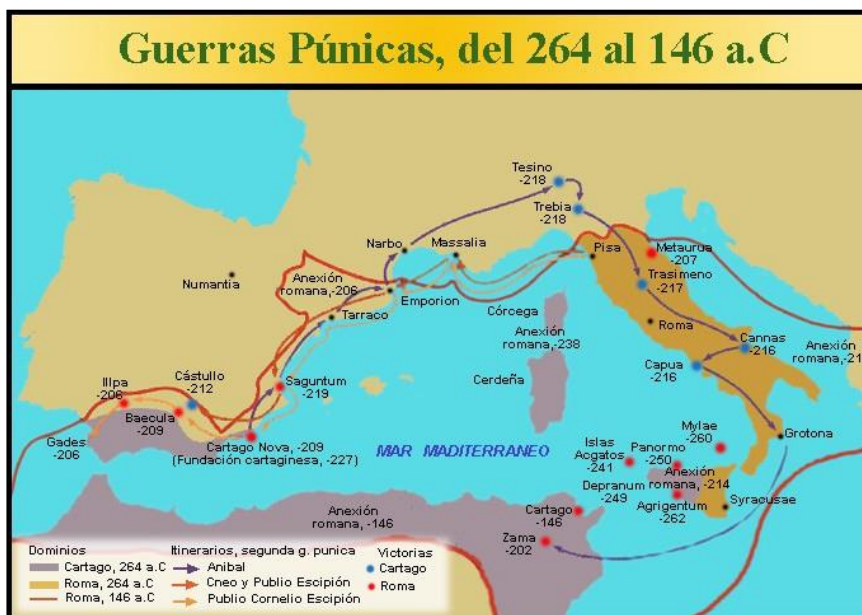 Guerras Púnicas, del 264 al 146 a.C
Tesino
-218
Trebia
-218
Narbo
Massalia
Pisa
Metaurua
-207
Numantia
Anexión
romana,-206
Emporion
Trasimeno
-217
Tarraco
Córcega
Roma
Anexión
romana,-238
Cannas
-216
Anexión
romana,-21
Cerdeña
Capua
-216
Illpa
-206
Cástullo
-212
Saguntum
-219
Baecula
-209
Gades
-206
Cartago Nova, -209
(Fundación cartaginesa, -227)
MAR MADITERRANEO
Mylae
-260
Grotona
Islas
Acgatos
-241
Panormo
-250
Anexión
romana, -214
Depranum
-249
Agrigentum
-262
Syracusae
Anexión
romana, -146
Cartago
-146
Zama
-202
Dominios
Cartago, 264 a.C
Roma, 264 a.C
Roma, 146 a.C
Itinerarios, segunda g. punica
Anibal
Cneo y Publio Escipión
Publio Cornelio Escipión
Victorias
Cartago
Roma